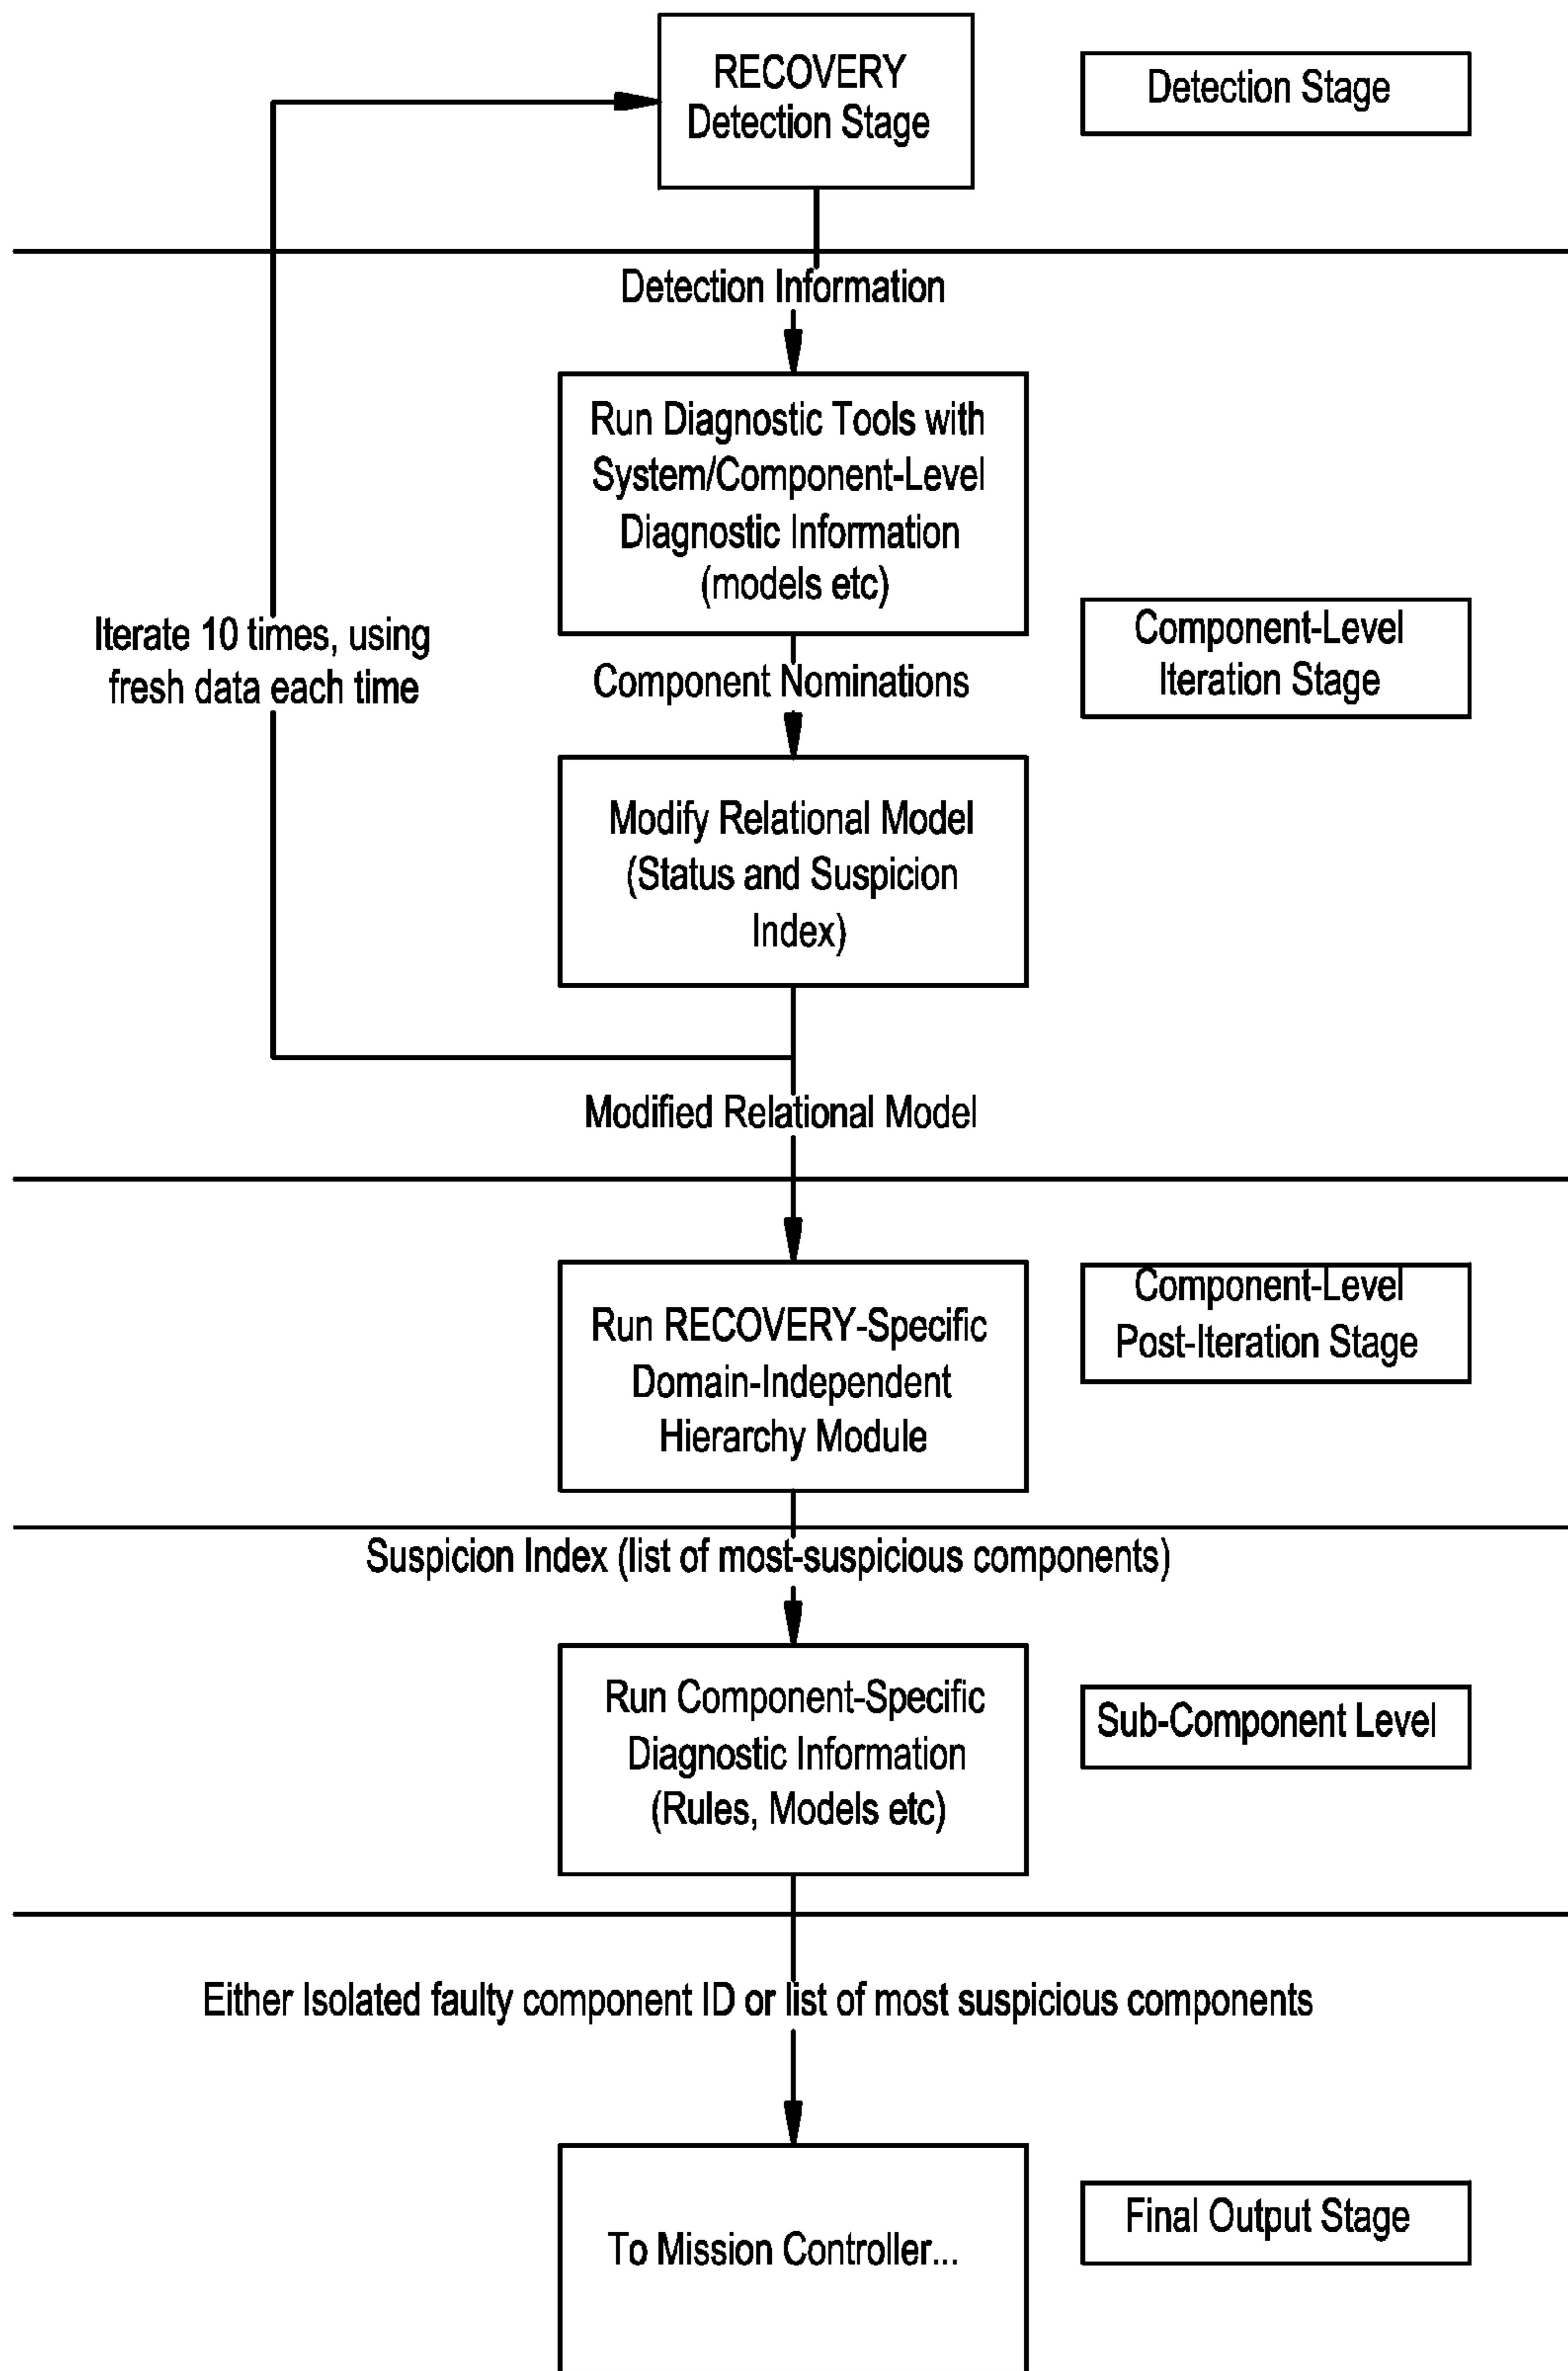 RECOVERY
Detection Stage
Detection Stage
Detection Information
Run Diagnostic Tools with
System/Component-Level
Diagnostic Information
(models etc)
Component-Level
Iteration Stage
Iterate 10 times, using
fresh data each time
Component Nominations
Modify Relational Model
(Status and Suspicion
Index)
Modified Relational Model
Run RECOVERY-Specific
Domain-Independent
Hierarchy Module
Component-Level
Post-Iteration Stage
Suspicion Index (list of most-suspicious components)
Run Component-Specific
Diagnostic Information
(Rules, Models etc)
Sub-Component Level
Either Isolated faulty component ID or list of most suspicious components
To Mission Controller...
Final Output Stage